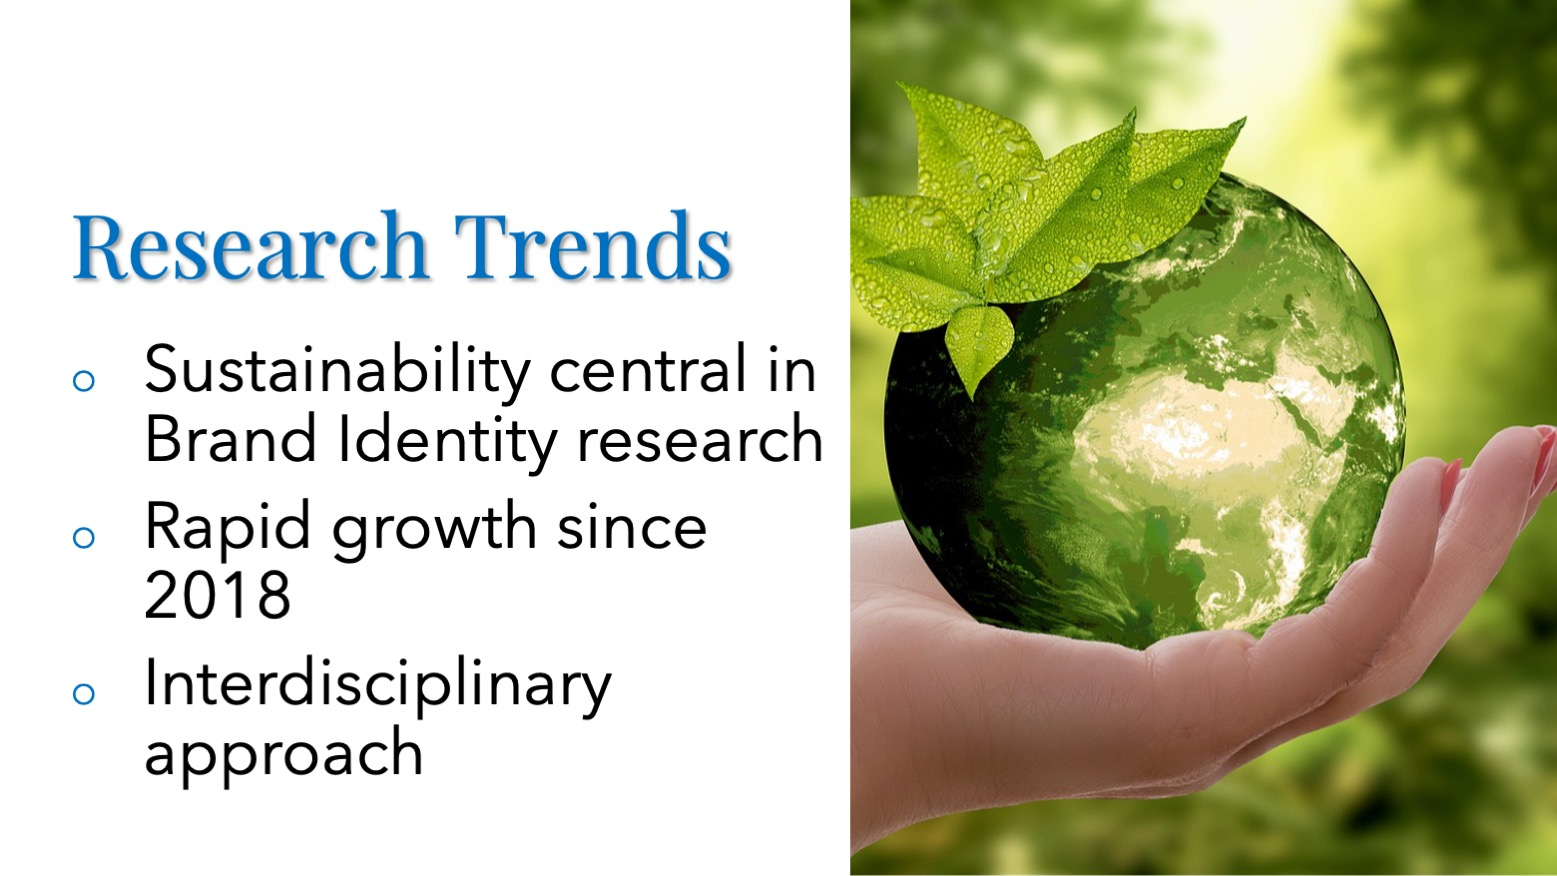 Research Trends
Sustainability central in
Brand Identity research
Rapid growth since
2018
Interdisciplinary
approach